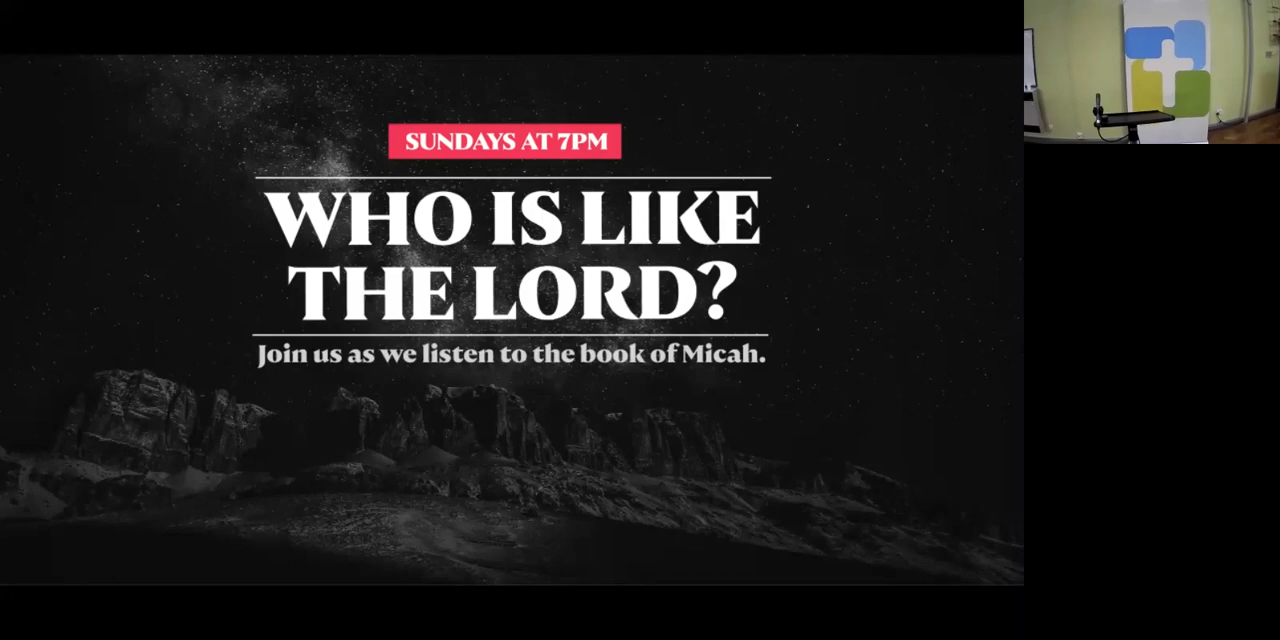 SUNDAYS AT 7PM
WHO IS LIKE
THE LORD?
Join us as we listen to the book of Micah.